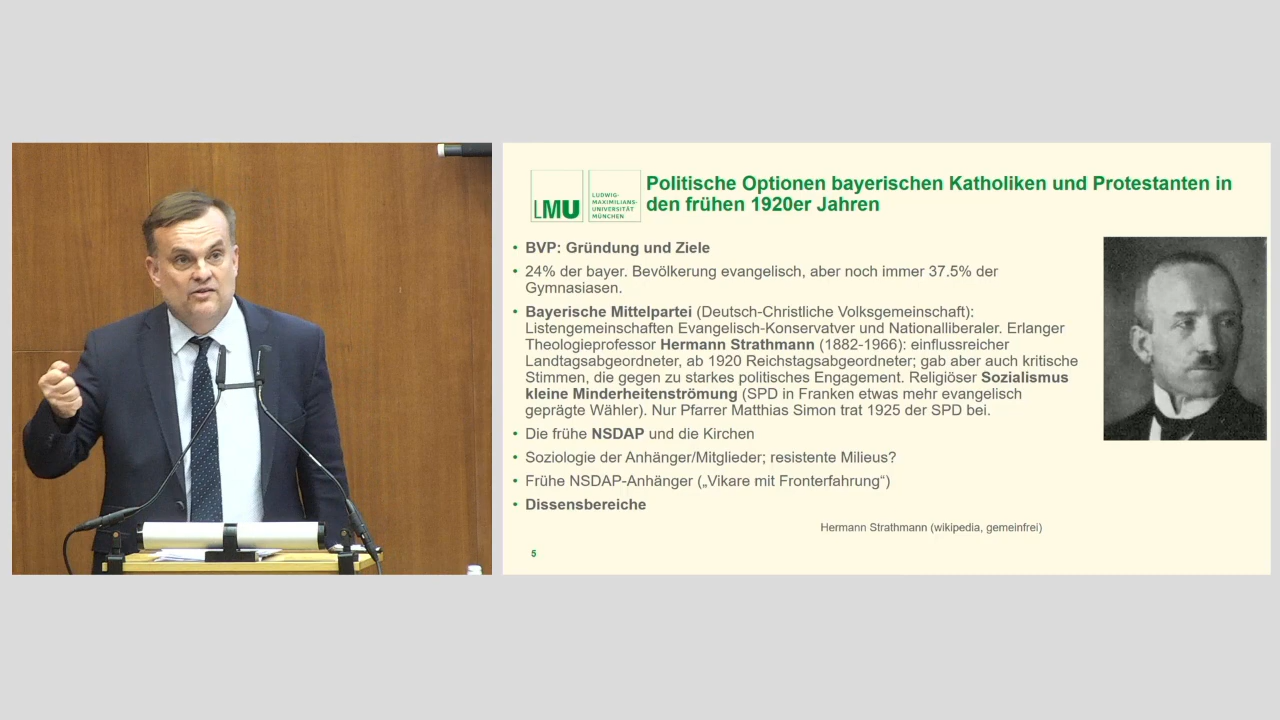 LMU
LUDWIG-
MAXIMILIANS-
UNIVERSITÄT
MÜNCHEN
Politische Optionen bayerischen Katholiken und Protestanten in
den frühen 1920er Jahren
• BVP: Gründung und Ziele
• 24% der bayer. Bevölkerung evangelisch, aber noch immer 37.5% der
Gymnasiasen.
• Bayerische Mittelpartei (Deutsch-Christliche Volksgemeinschaft):
Listengemeinschaften Evangelisch-Konservatver und Nationalliberaler. Erlanger
Theologieprofessor Hermann Strathmann (1882-1966): einflussreicher
Landtagsabgeordneter, ab 1920 Reichstagsabgeordneter; gab aber auch kritische
Stimmen, die gegen zu starkes politisches Engagement. Religiöser Sozialismus
kleine Minderheitenströmung (SPD in Franken etwas mehr evangelisch
geprägte Wähler). Nur Pfarrer Matthias Simon trat 1925 der SPD bei.
• Die frühe NSDAP und die Kirchen
• Soziologie der Anhänger/Mitglieder; resistente Milieus?
• Frühe NSDAP-Anhänger („Vikare mit Fronterfahrung“)
• Dissensbereiche
Hermann Strathmann (wikipedia, gemeinfrei)
5